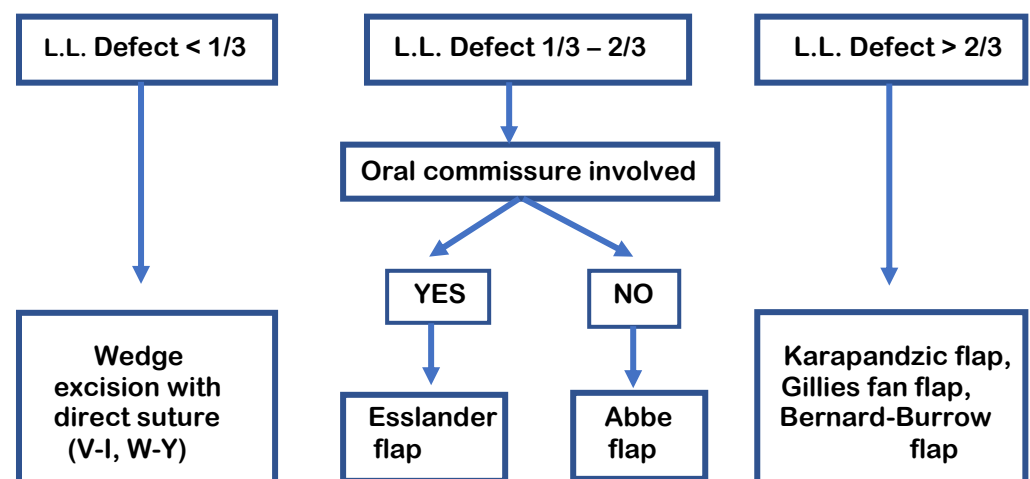 L.L. Defect < 1/3
L.L. Defect 1/3 – 2/3
L.L. Defect > 2/3
Oral commissure involved
YES
NO
Wedge
excision with
direct suture
(V-I, W-Y)
Esslander
flap
Abbe
flap
Karapandzic flap,
Gillies fan flap,
Bernard-Burrow
flap